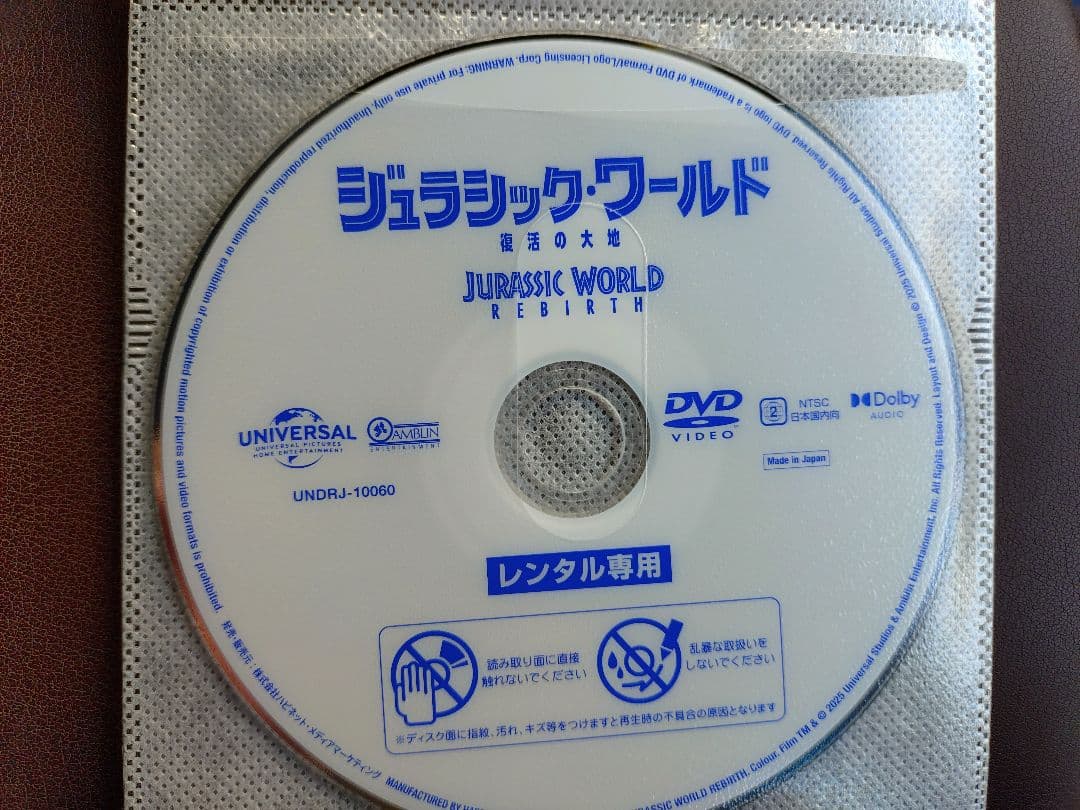 ジュラシック・ワールド
復活の大地
JURASSIC WORLD
REBIRTH
UNIVERSAL
UNIVERSAL PICTURES
HOME ENTERTAINMENT
AMBLIN
ENTERTAINMENT
UNDRJ-10060
DVD
VIDEO
2
NTSC
日本国内向
Dolby
AUDIO
Made in Japan
レンタル専用
読み取り面に直接
触れないでください
乱暴な取扱いを
しないでください
※ディスク面に指紋、汚れ、キズ等をつけますと再生時の不具合の原因となります
発売・販売元：株式会社ハピネット・メディアマーケティング
MANUFACTURED BY
JURASSIC WORLD REBIRTH. Colour. Film TM & © 2025 Universal Studios & Amblin Entertainment, Inc. All Rights Reserved. Layout and Design © 2025 Universal Studios All Rights Reserved. DVD logo is a trademark of DVD Format/Logo Licensing Corp. WARNING: For private use only. Unauthorized reproduction, distribution or exhibition of copyrighted motion pictures and video formats is prohibited.